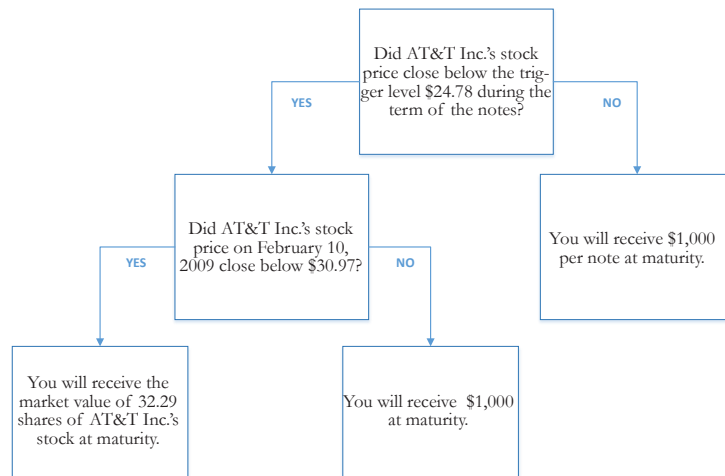 Did AT&T Inc.'s stock
price close below the trig-
ger level $24.78 during the
term of the notes?
YES
NO
Did AT&T Inc.'s stock
price on February 10,
2009 close below $30.97?
You will receive $1,000
per note at maturity.
YES
NO
You will receive the
market value of 32.29
shares of AT&T Inc.'s
stock at maturity.
You will receive $1,000
at maturity.